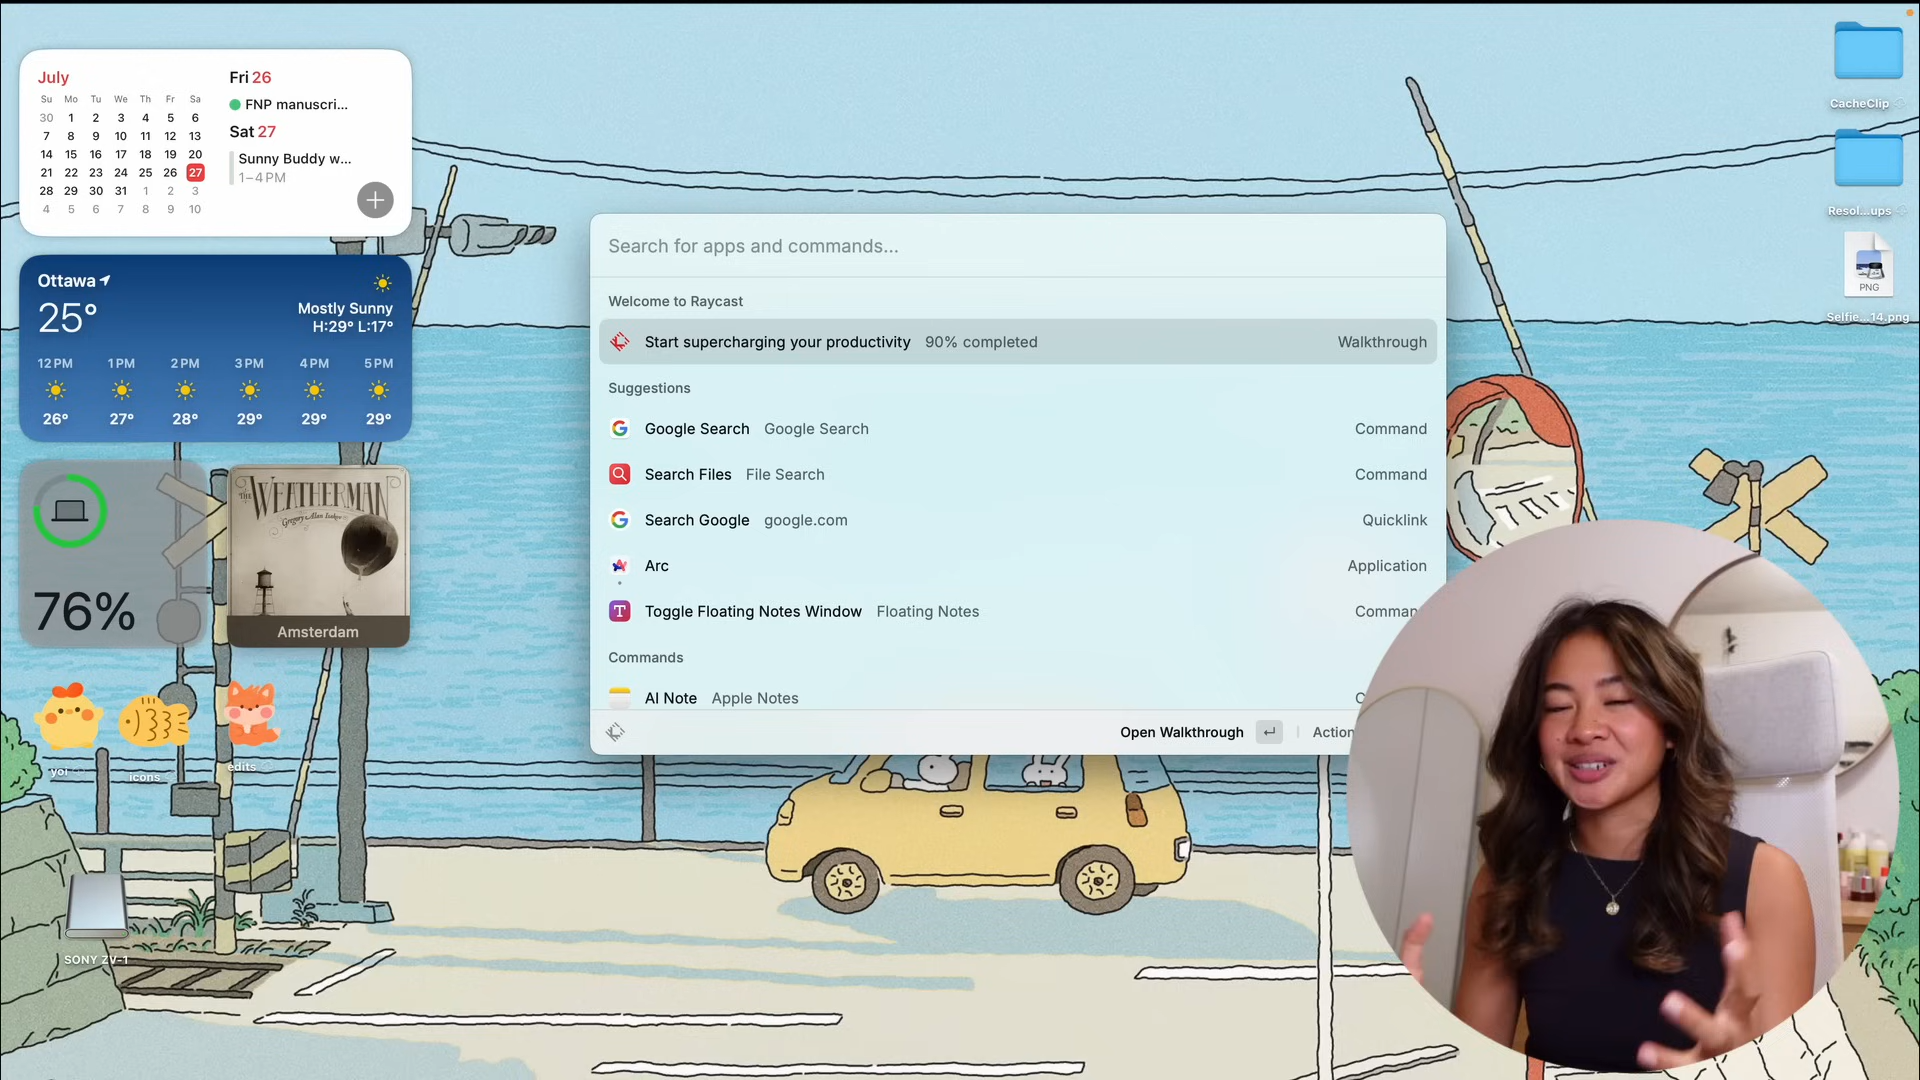 July
Su Mo Tu We Th Fr Sa
30 1 2 3 4 5 6
7 8 9 10 11 12 13
14 15 16 17 18 19 20
21 22 23 24 25 26 27
28 29 30 31 1 2 3
4 5 6 7 8 9 10
Fri 26
FNP manuscri...
Sat 27
Sunny Buddy w...
1–4 PM
Ottawa
25°
Mostly Sunny
H:29° L:17°
12 PM 1 PM 2 PM 3 PM 4 PM 5 PM
26° 27° 28° 29° 29° 29°
76%
THE WEATHERMAN
Gregory Alan Isakov
Amsterdam
yoi
icons
edits
SONY ZV-1
Search for apps and commands...
Welcome to Raycast
Start supercharging your productivity 90% completed Walkthrough
Suggestions
Google Search Google Search Command
Search Files File Search Command
Search Google google.com Quicklink
Arc Application
T Toggle Floating Notes Window Floating Notes Comman
Commands
AI Note Apple Notes C
Open Walkthrough Action
CacheClip
Resol...ups
PNG
Selfie...14.png